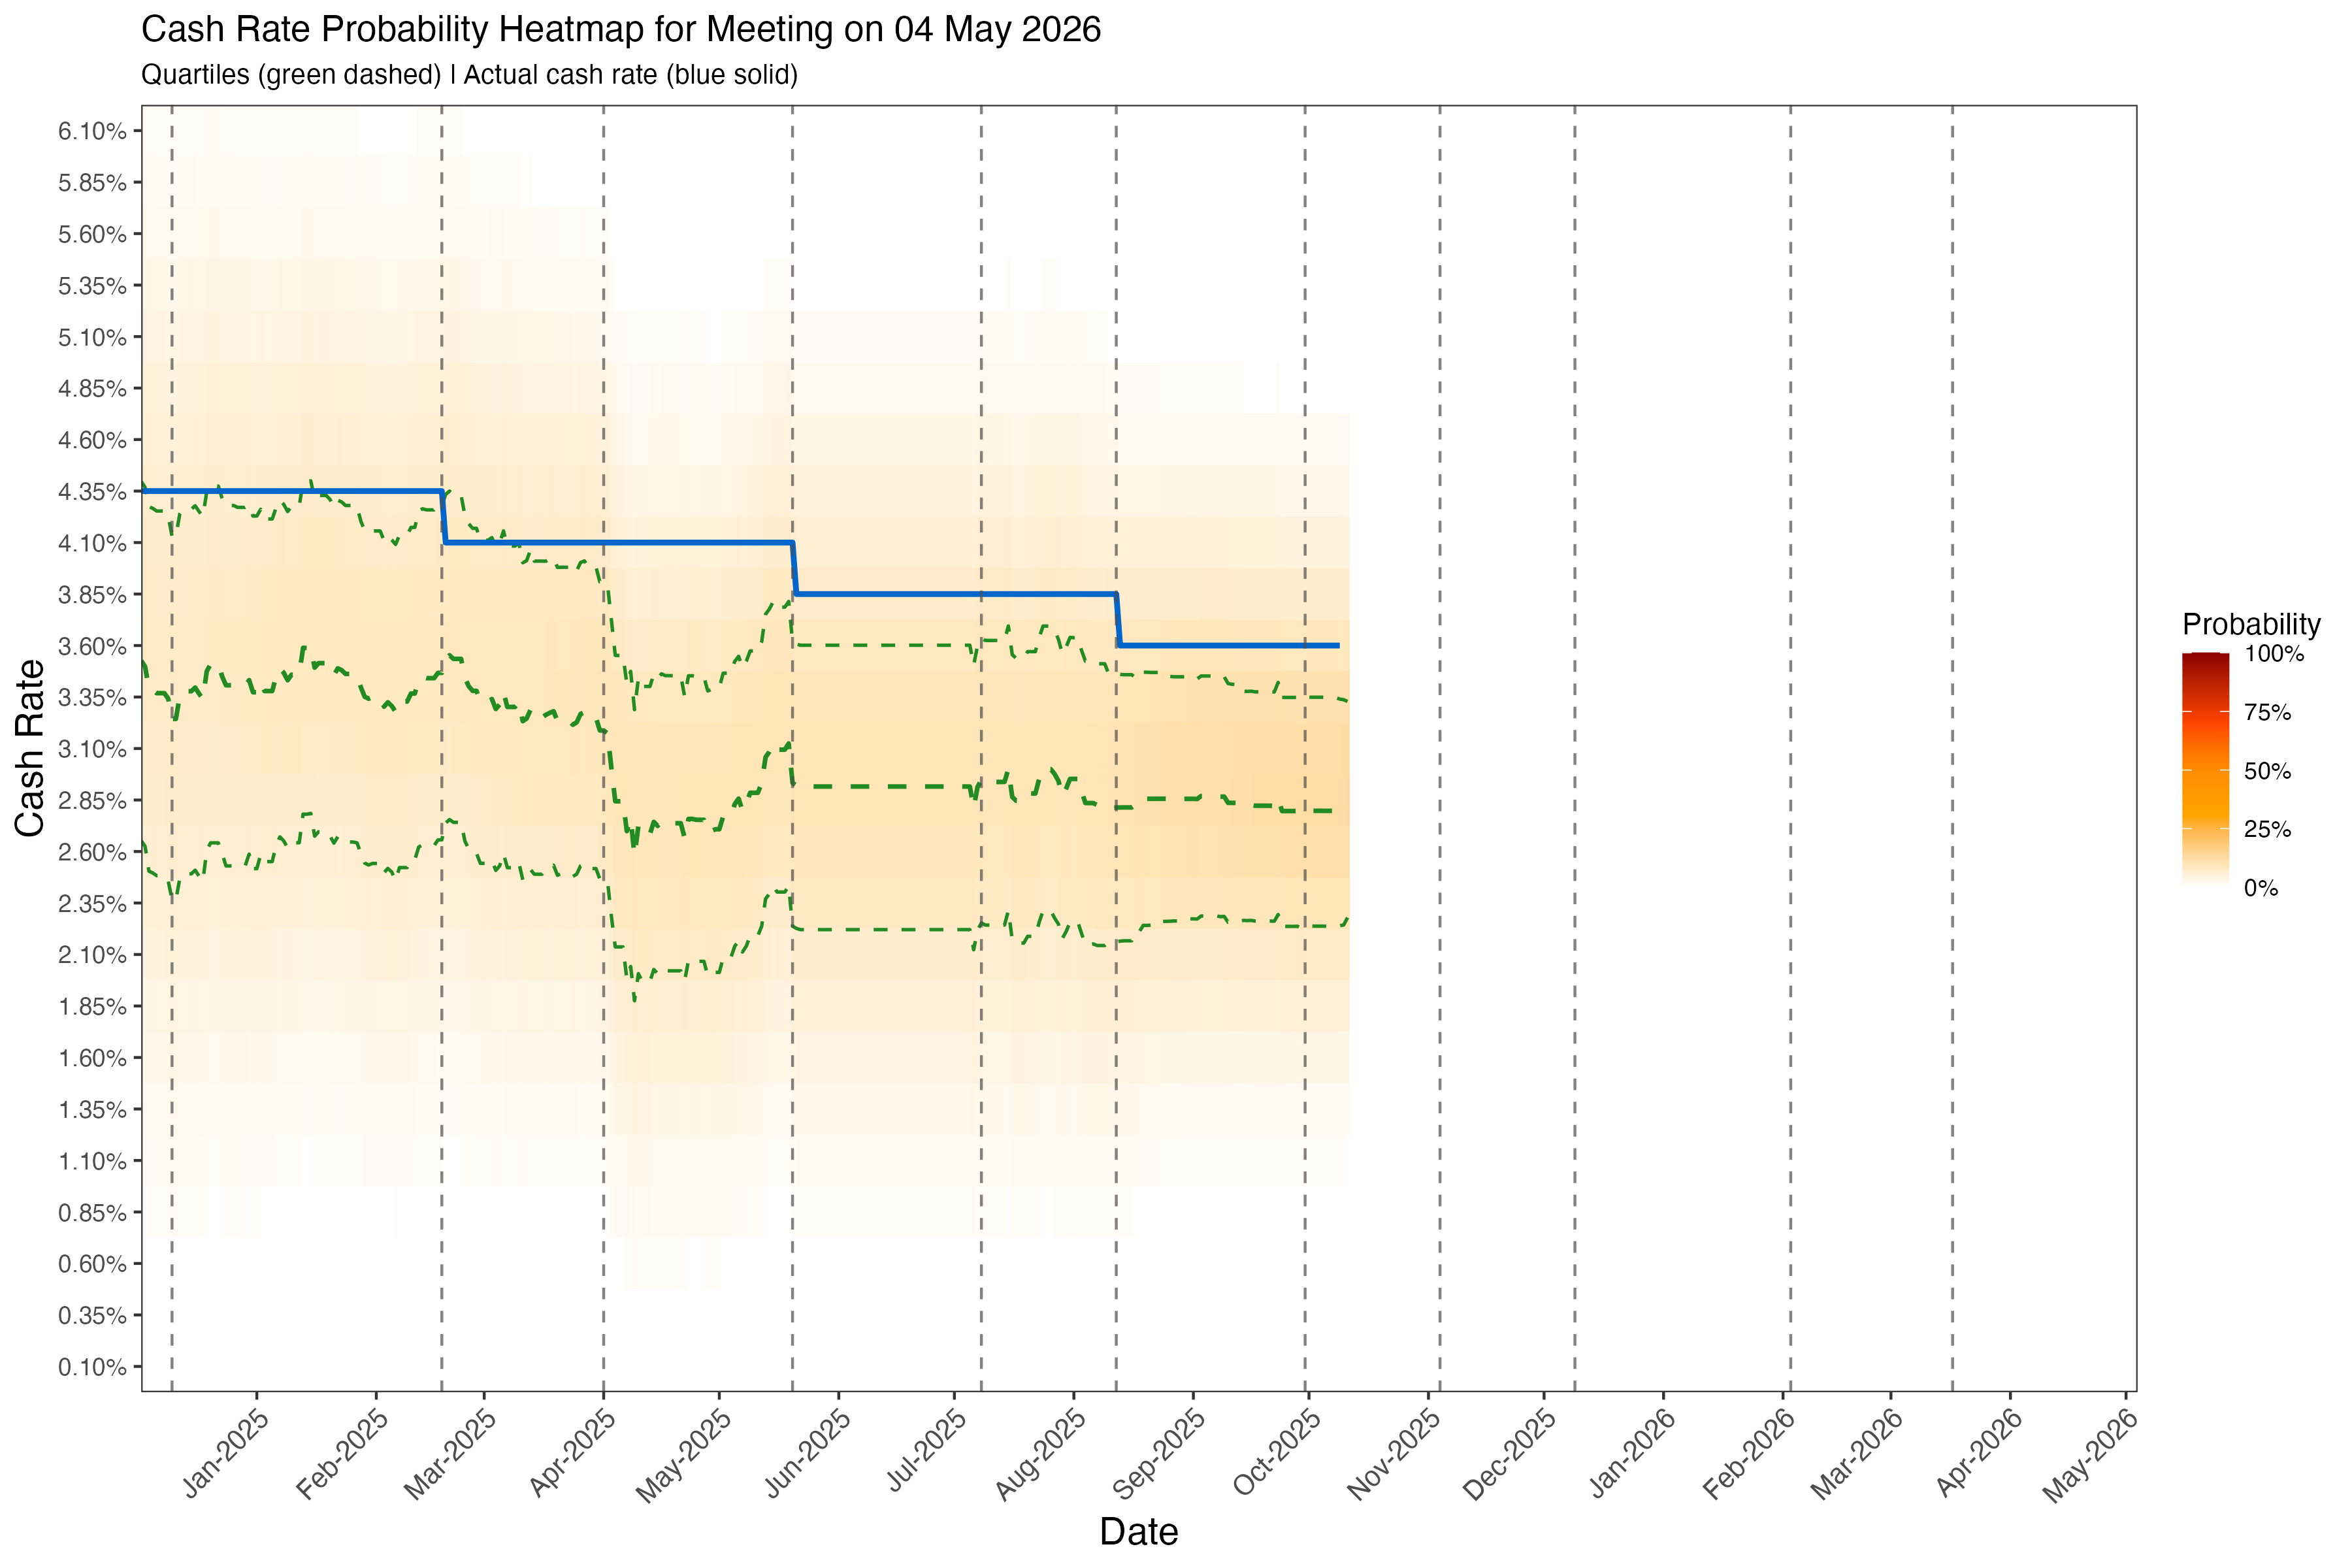 Cash Rate Probability Heatmap for Meeting on 04 May 2026
Quartiles (green dashed) | Actual cash rate (blue solid)
6.10%
5.85%
5.60%
5.35%
5.10%
4.85%
4.60%
4.35%
4.10%
3.85%
3.60%
3.35%
3.10%
2.85%
2.60%
2.35%
2.10%
1.85%
1.60%
1.35%
1.10%
0.85%
0.60%
0.35%
0.10%
Cash Rate
Jan-2025
Feb-2025
Mar-2025
Apr-2025
May-2025
Jun-2025
Jul-2025
Aug-2025
Sep-2025
Oct-2025
Nov-2025
Dec-2025
Jan-2026
Feb-2026
Mar-2026
Apr-2026
May-2026
Date
Probability
100%
75%
50%
25%
0%